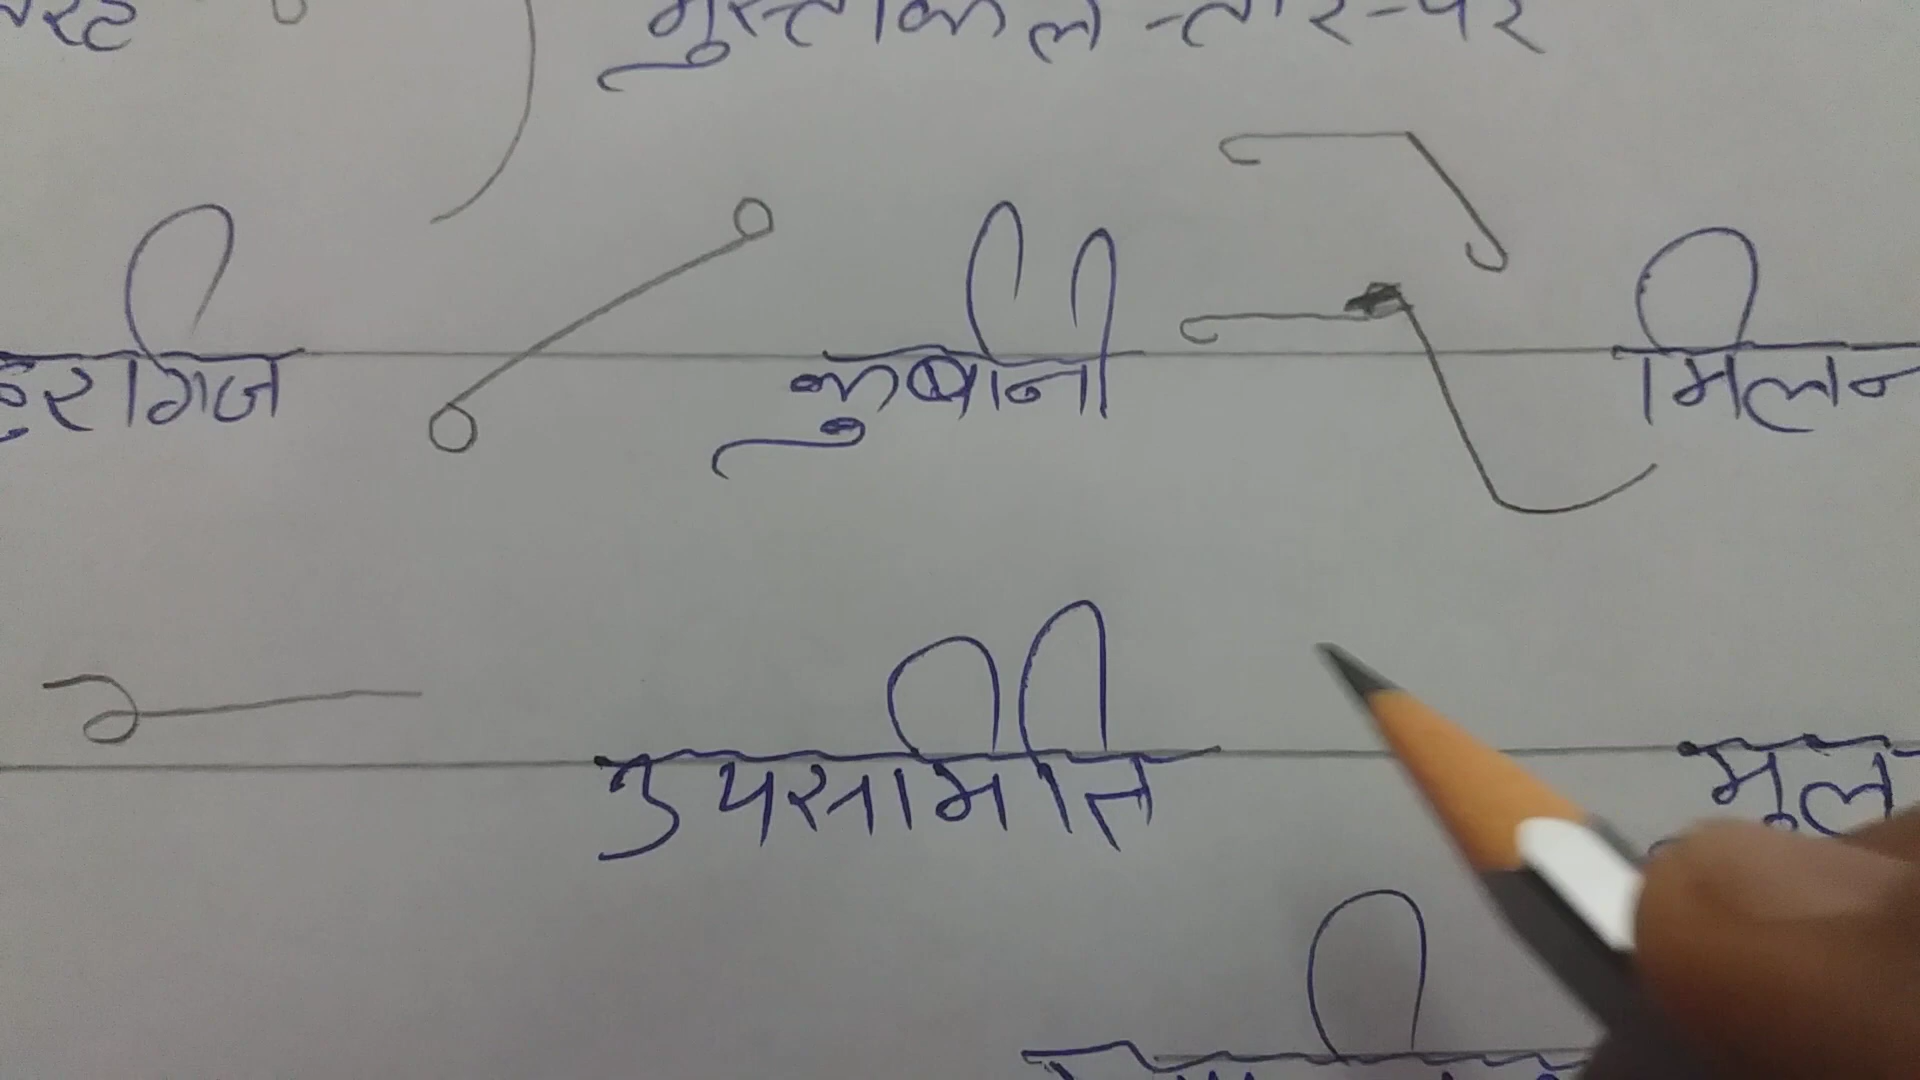 मुस्तकिल-तौर-पर
हरगिज कुर्बानी मिलन
उपसमिति मूल